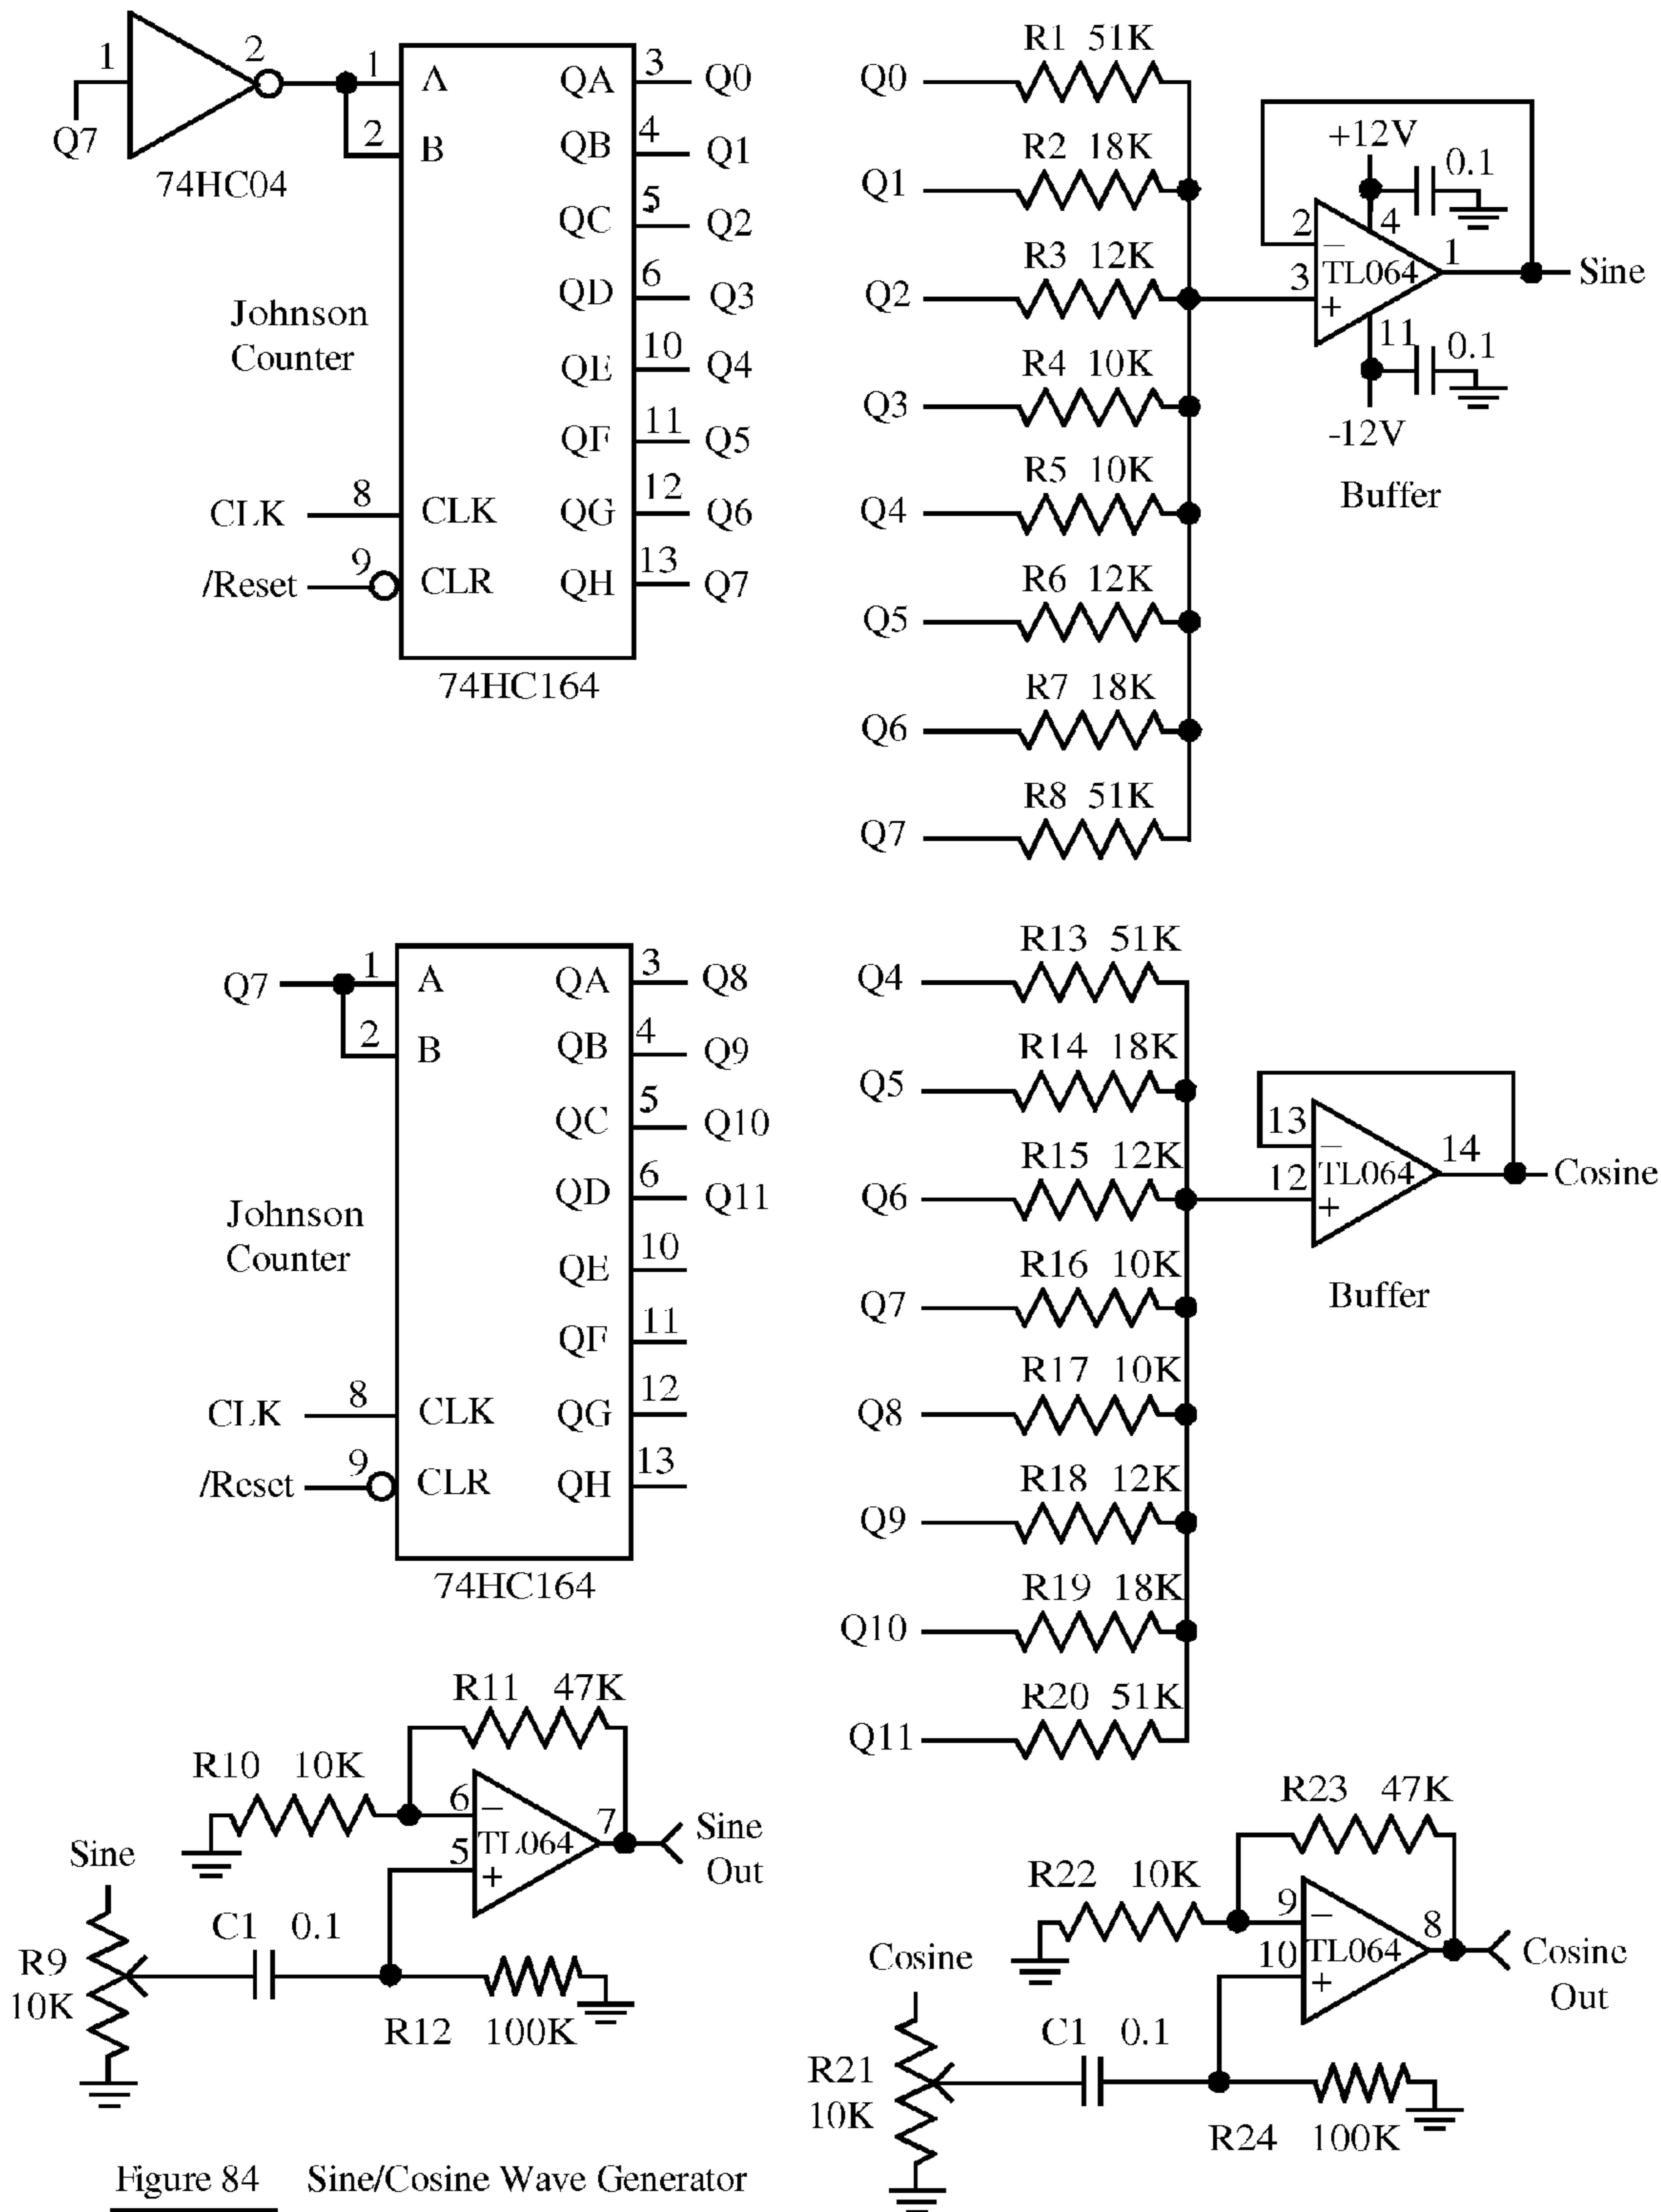 1
2
Q7
74HC04
1
2
A
B
QA
QB
QC
QD
QE
QF
QG
QH
3
4
5
6
10
11
12
13
Q0
Q1
Q2
Q3
Q4
Q5
Q6
Q7
Johnson
Counter
CLK
8
CLK
/Reset
9
CLR
74HC164
Q0
R1 51K
Q1
R2 18K
Q2
R3 12K
Q3
R4 10K
Q4
R5 10K
Q5
R6 12K
Q6
R7 18K
Q7
R8 51K
+12V
0.1
4
2
−
TL064
3
+
1
Sine
11
0.1
-12V
Buffer
Q7
1
2
A
B
QA
QB
QC
QD
QE
QF
QG
QH
3
4
5
6
10
11
12
13
Q8
Q9
Q10
Q11
Johnson
Counter
CLK
8
CLK
/Reset
9
CLR
74HC164
Q4
R13 51K
Q5
R14 18K
Q6
R15 12K
Q7
R16 10K
Q8
R17 10K
Q9
R18 12K
Q10
R19 18K
Q11
R20 51K
13
−
TL064
12
+
14
Cosine
Buffer
R11 47K
R10 10K
6
−
TL064
5
+
7
Sine
Out
Sine
R9
10K
C1 0.1
R12 100K
R23 47K
R22 10K
9
−
TL064
10
+
8
Cosine
Out
Cosine
R21
10K
C1 0.1
R24 100K
Figure 84 Sine/Cosine Wave Generator